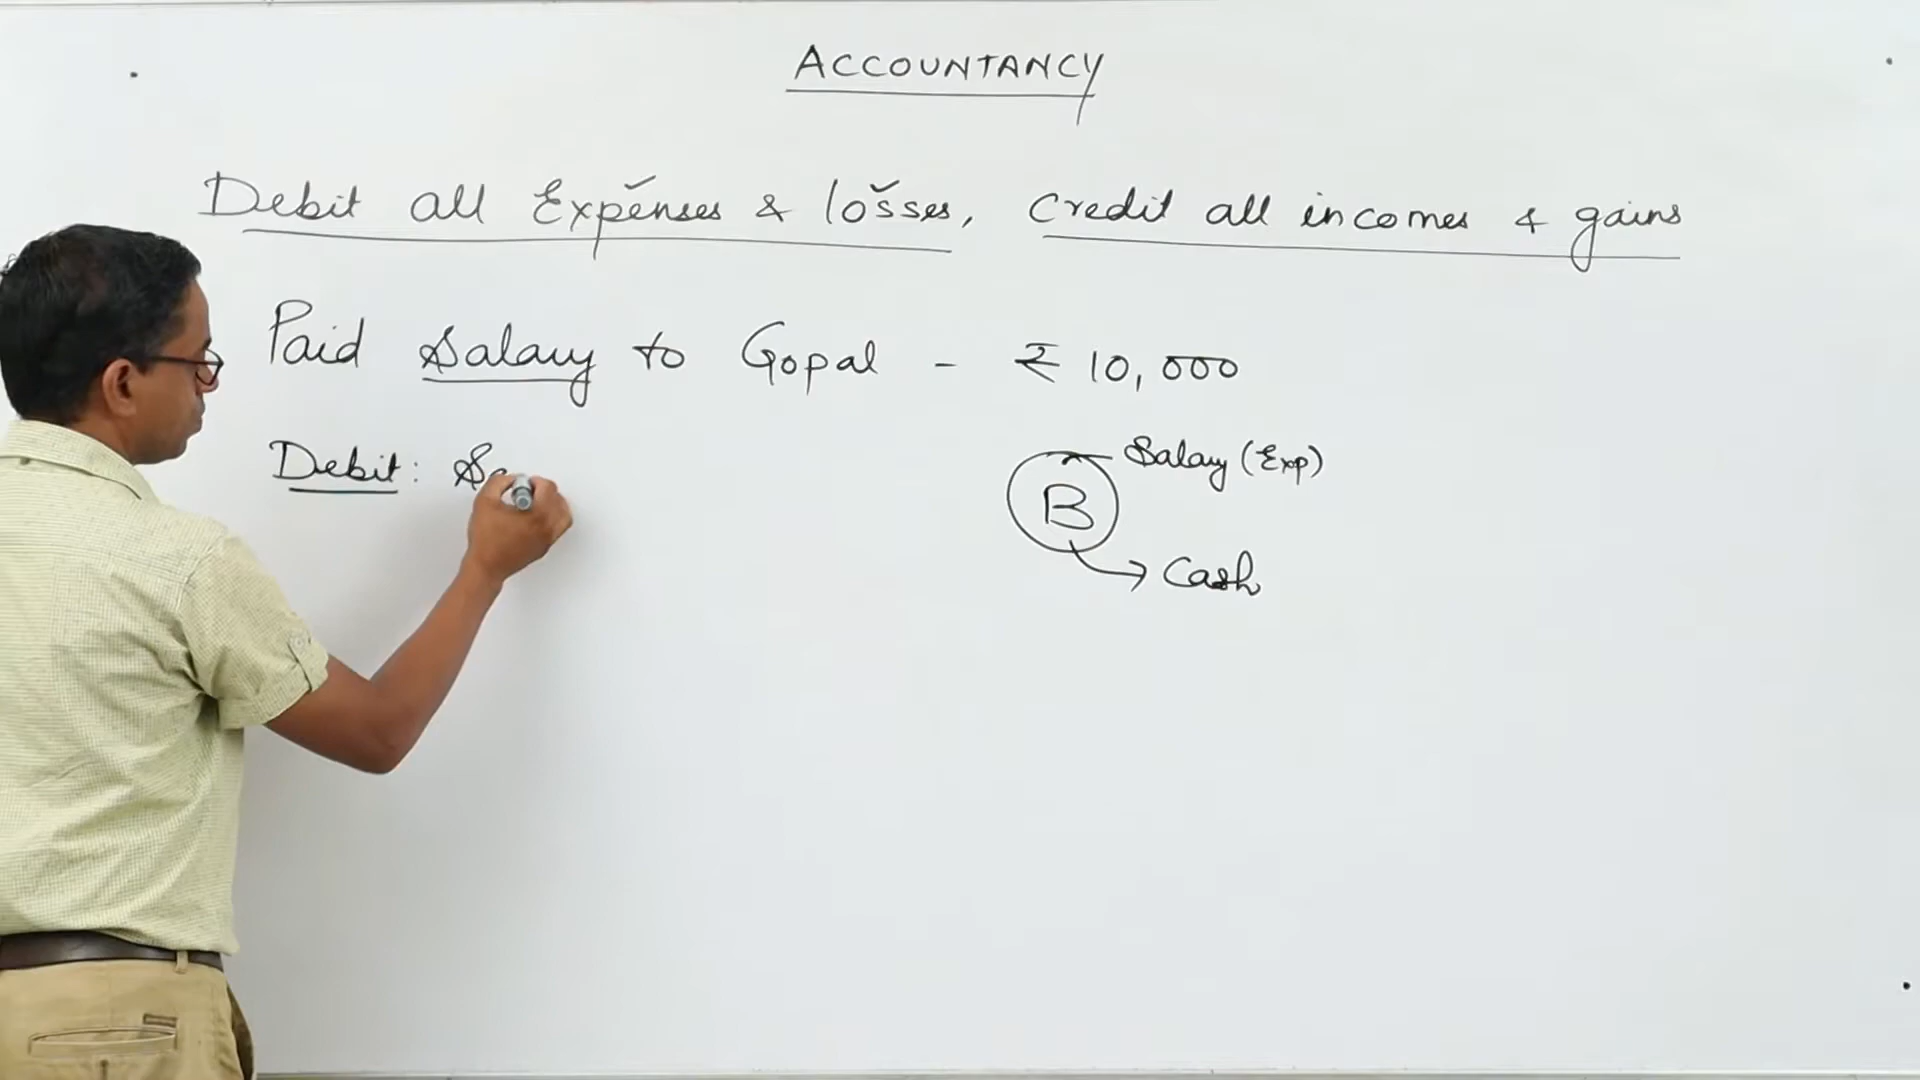 ACCOUNTANCY
Debit all Expenses & losses, Credit all incomes & gains
Paid Salary to Gopal - ₹ 10,000
Debit: Sa
Salary (Exp)
B
Cash